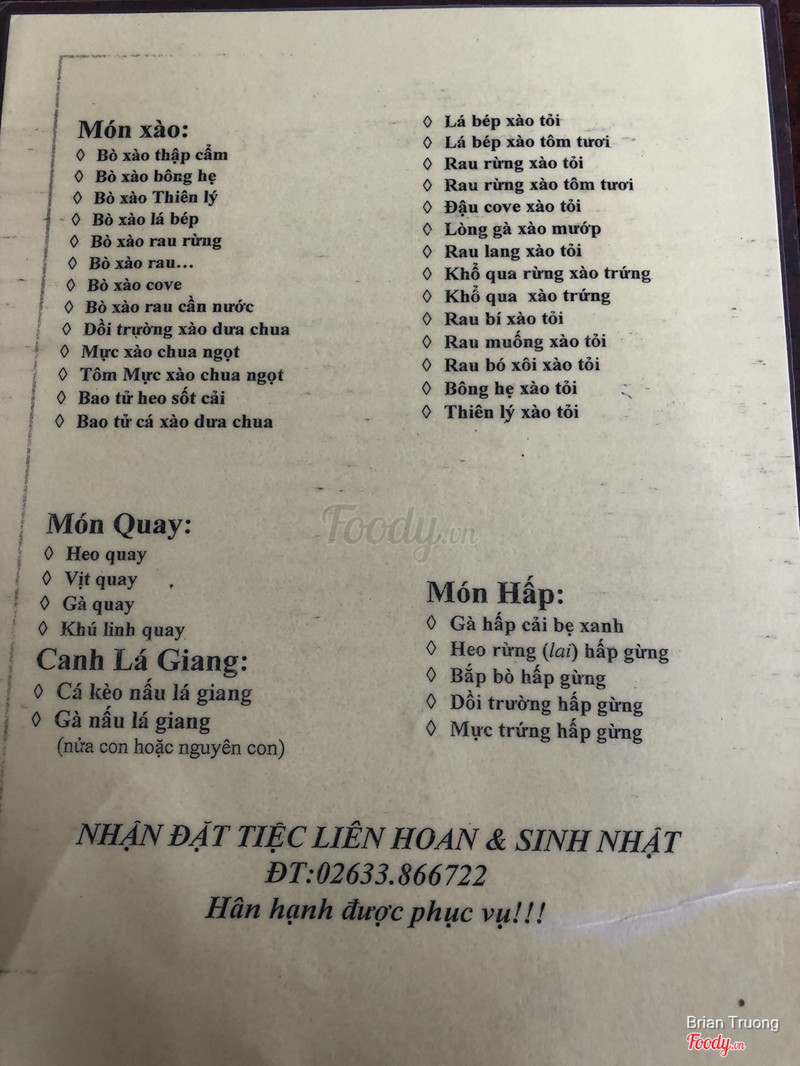 Món xào:
◊ Bò xào thập cẩm
◊ Bò xào bông hẹ
◊ Bò xào Thiên lý
◊ Bò xào lá bép
◊ Bò xào rau rừng
◊ Bò xào rau...
◊ Bò xào cove
◊ Bò xào rau cần nước
◊ Dồi trường xào dưa chua
◊ Mực xào chua ngọt
◊ Tôm Mực xào chua ngọt
◊ Bao tử heo sốt cải
◊ Bao tử cá xào dưa chua
◊ Lá bép xào tỏi
◊ Lá bép xào tôm tươi
◊ Rau rừng xào tỏi
◊ Rau rừng xào tôm tươi
◊ Đậu cove xào tỏi
◊ Lòng gà xào mướp
◊ Rau lang xào tỏi
◊ Khổ qua rừng xào trứng
◊ Khổ qua xào trứng
◊ Rau bí xào tỏi
◊ Rau muống xào tỏi
◊ Rau bó xôi xào tỏi
◊ Bông hẹ xào tỏi
◊ Thiên lý xào tỏi
Món Quay:
◊ Heo quay
◊ Vịt quay
◊ Gà quay
◊ Khú linh quay
Canh Lá Giang:
◊ Cá kèo nấu lá giang
◊ Gà nấu lá giang
(nửa con hoặc nguyên con)
Món Hấp:
◊ Gà hấp cải bẹ xanh
◊ Heo rừng (lai) hấp gừng
◊ Bắp bò hấp gừng
◊ Dồi trường hấp gừng
◊ Mực trứng hấp gừng
NHẬN ĐẶT TIỆC LIÊN HOAN & SINH NHẬT
ĐT:02633.866722
Hân hạnh được phục vụ!!!
Foody.vn
Brian Truong
Foody.vn